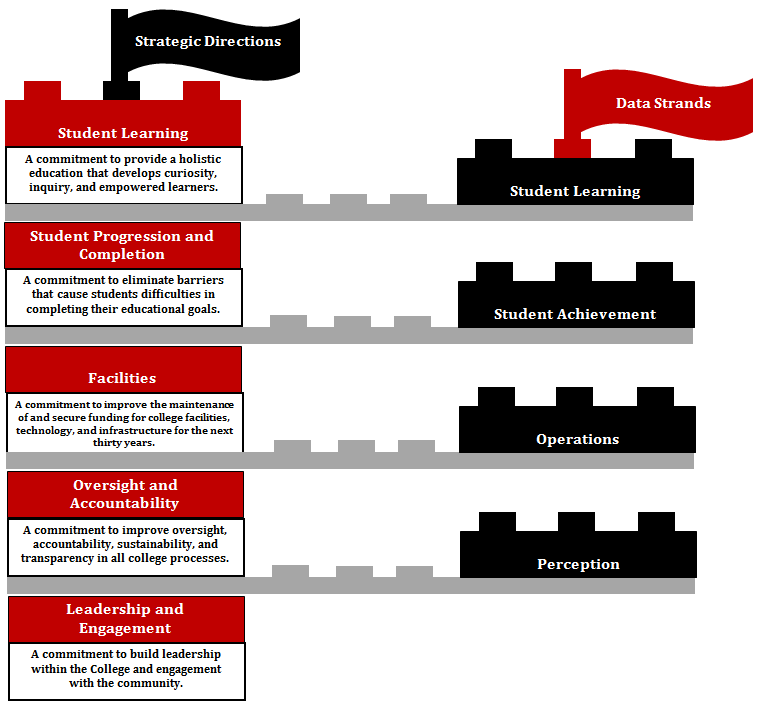 Strategic Directions
Data Strands
Student Learning
A commitment to provide a holistic
education that develops curiosity,
inquiry, and empowered learners.
Student Learning
Student Progression and
Completion
A commitment to eliminate barriers
that cause students difficulties in
completing their educational goals.
Student Achievement
Facilities
A commitment to improve the maintenance
of and secure funding for college facilities,
technology, and infrastructure for the next
thirty years.
Operations
Oversight and
Accountability
A commitment to improve oversight,
accountability, sustainability, and
transparency in all college processes.
Perception
Leadership and
Engagement
A commitment to build leadership
within the College and engagement
with the community.